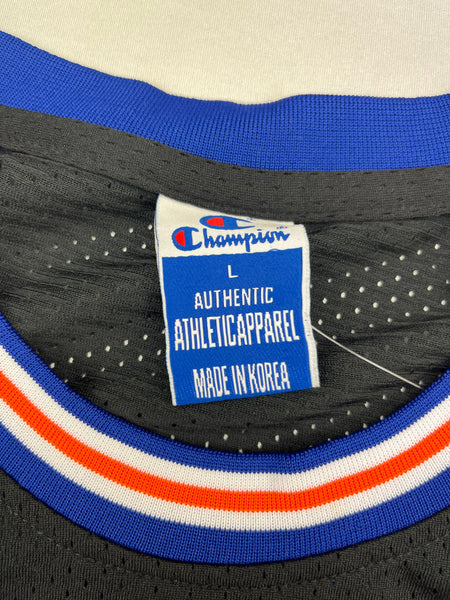 Champion
L
AUTHENTIC
ATHLETICAPPAREL
MADE IN KOREA